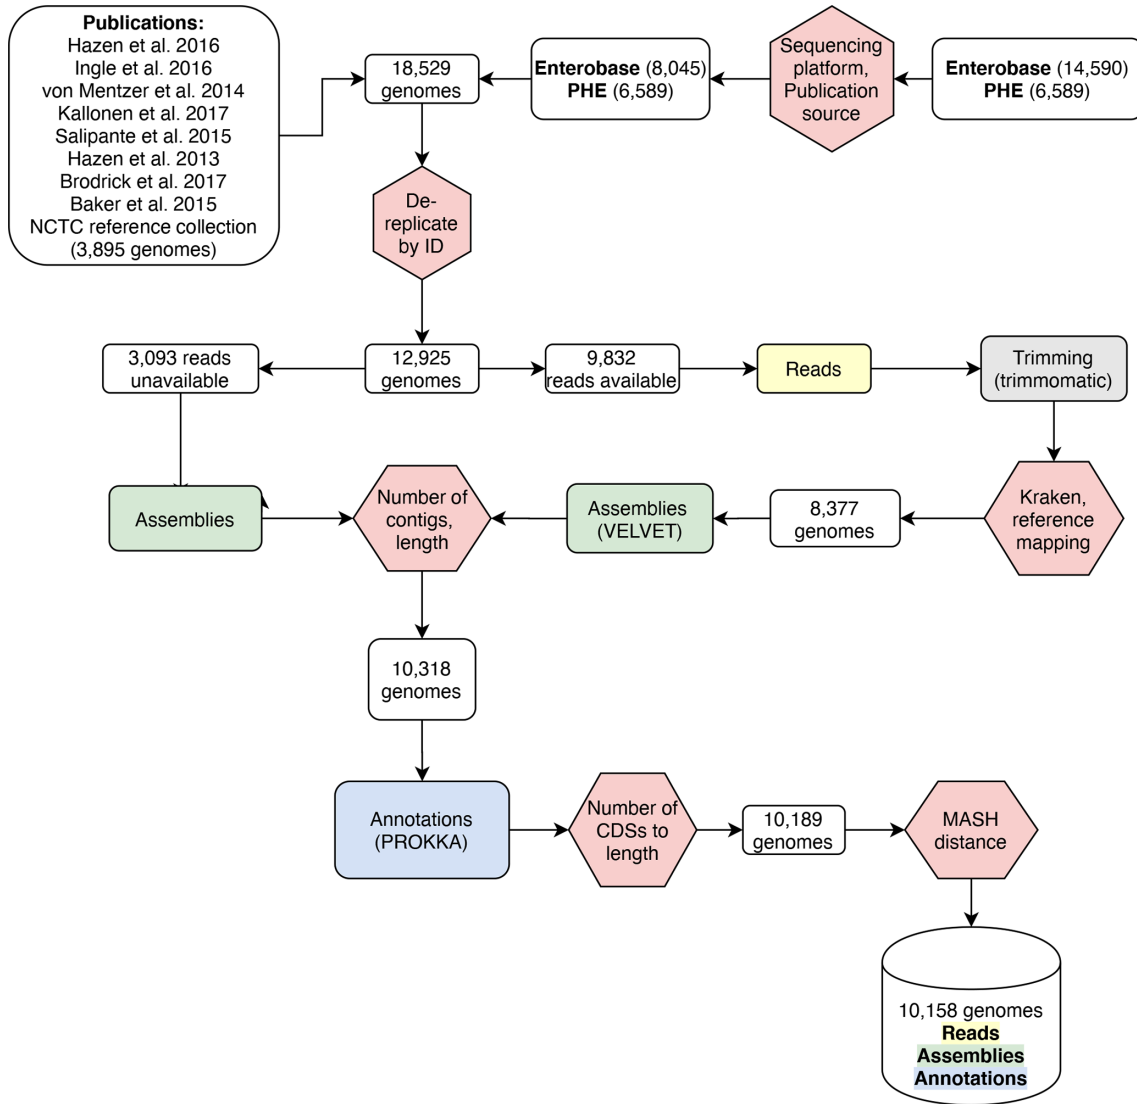 Publications:
Hazen et al. 2016
Ingle et al. 2016
von Mentzer et al. 2014
Kallonen et al. 2017
Salipante et al. 2015
Hazen et al. 2013
Brodrick et al. 2017
Baker et al. 2015
NCTC reference collection
(3,895 genomes)
18,529
genomes
Enterobase (8,045)
PHE (6,589)
Sequencing
platform,
Publication
source
Enterobase (14,590)
PHE (6,589)
De-
replicate
by ID
3,093 reads
unavailable
12,925
genomes
9,832
reads available
Reads
Trimming
(trimmomatic)
Assemblies
Number of
contigs,
length
Assemblies
(VELVET)
8,377
genomes
Kraken,
reference
mapping
10,318
genomes
Annotations
(PROKKA)
Number of
CDSs to
length
10,189
genomes
MASH
distance
10,158 genomes
Reads
Assemblies
Annotations